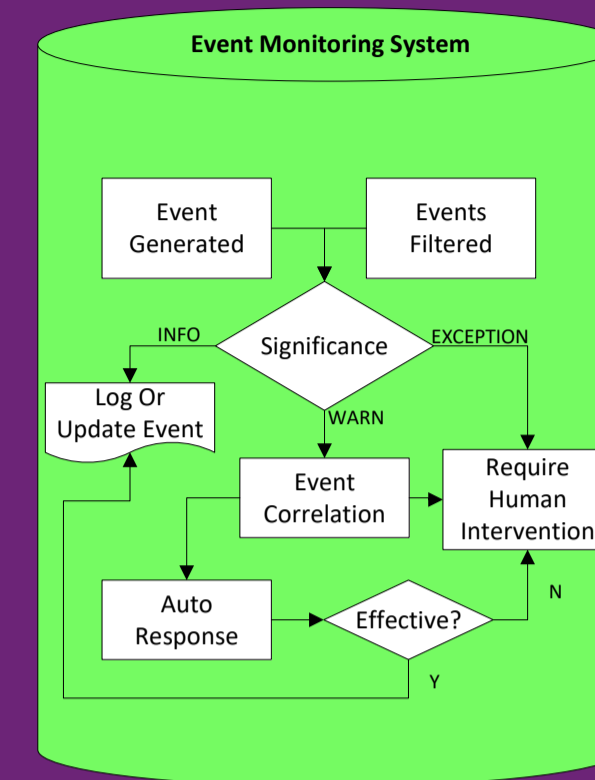 Event Monitoring System
Event
Generated
Events
Filtered
Significance
INFO
EXCEPTION
Log Or
Update Event
WARN
Event
Correlation
Require
Human
Intervention
Auto
Response
Effective?
N
Y